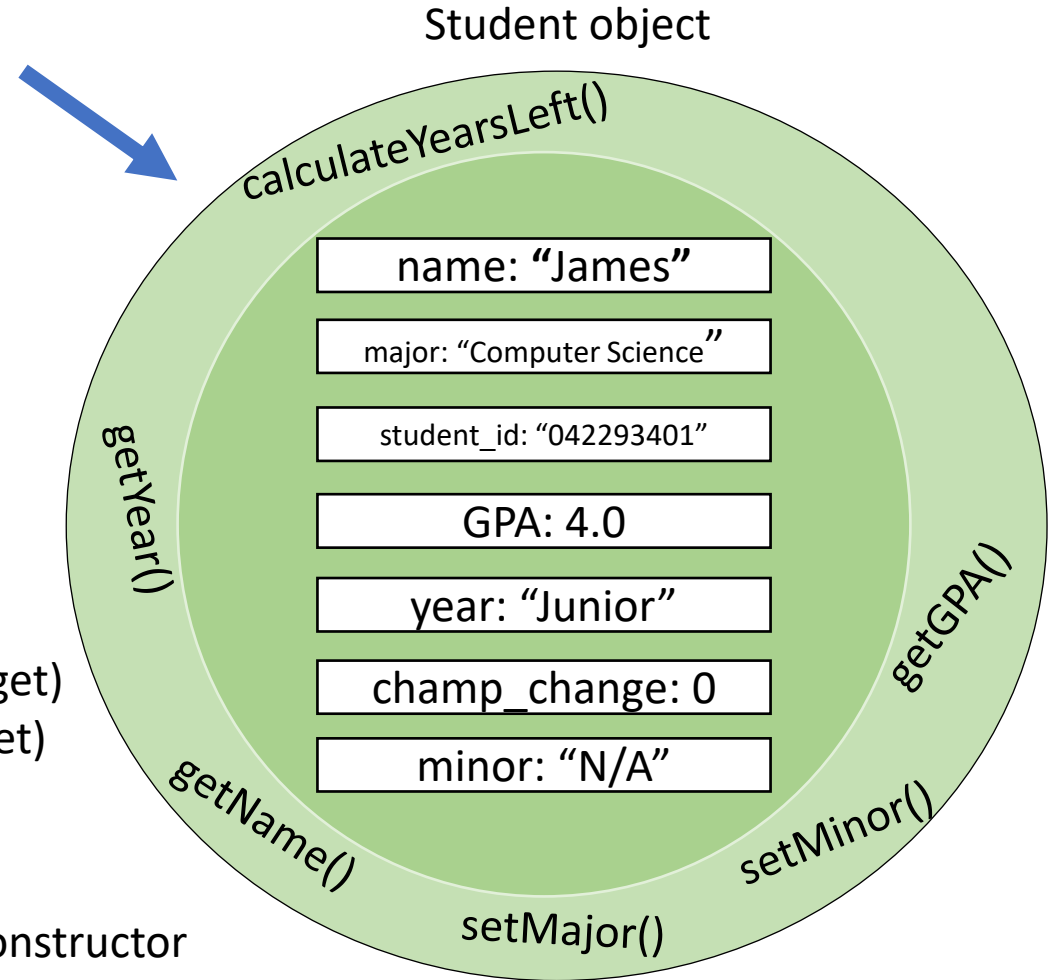 Student object
calculateYearsLeft()
name: “James”
major: “Computer Science”
student_id: “042293401”
getYear()
GPA: 4.0
year: “Junior”
getGPA()
get)
champ_change: 0
et)
minor: “N/A”
getName()
setMinor()
setMajor()
onstructor